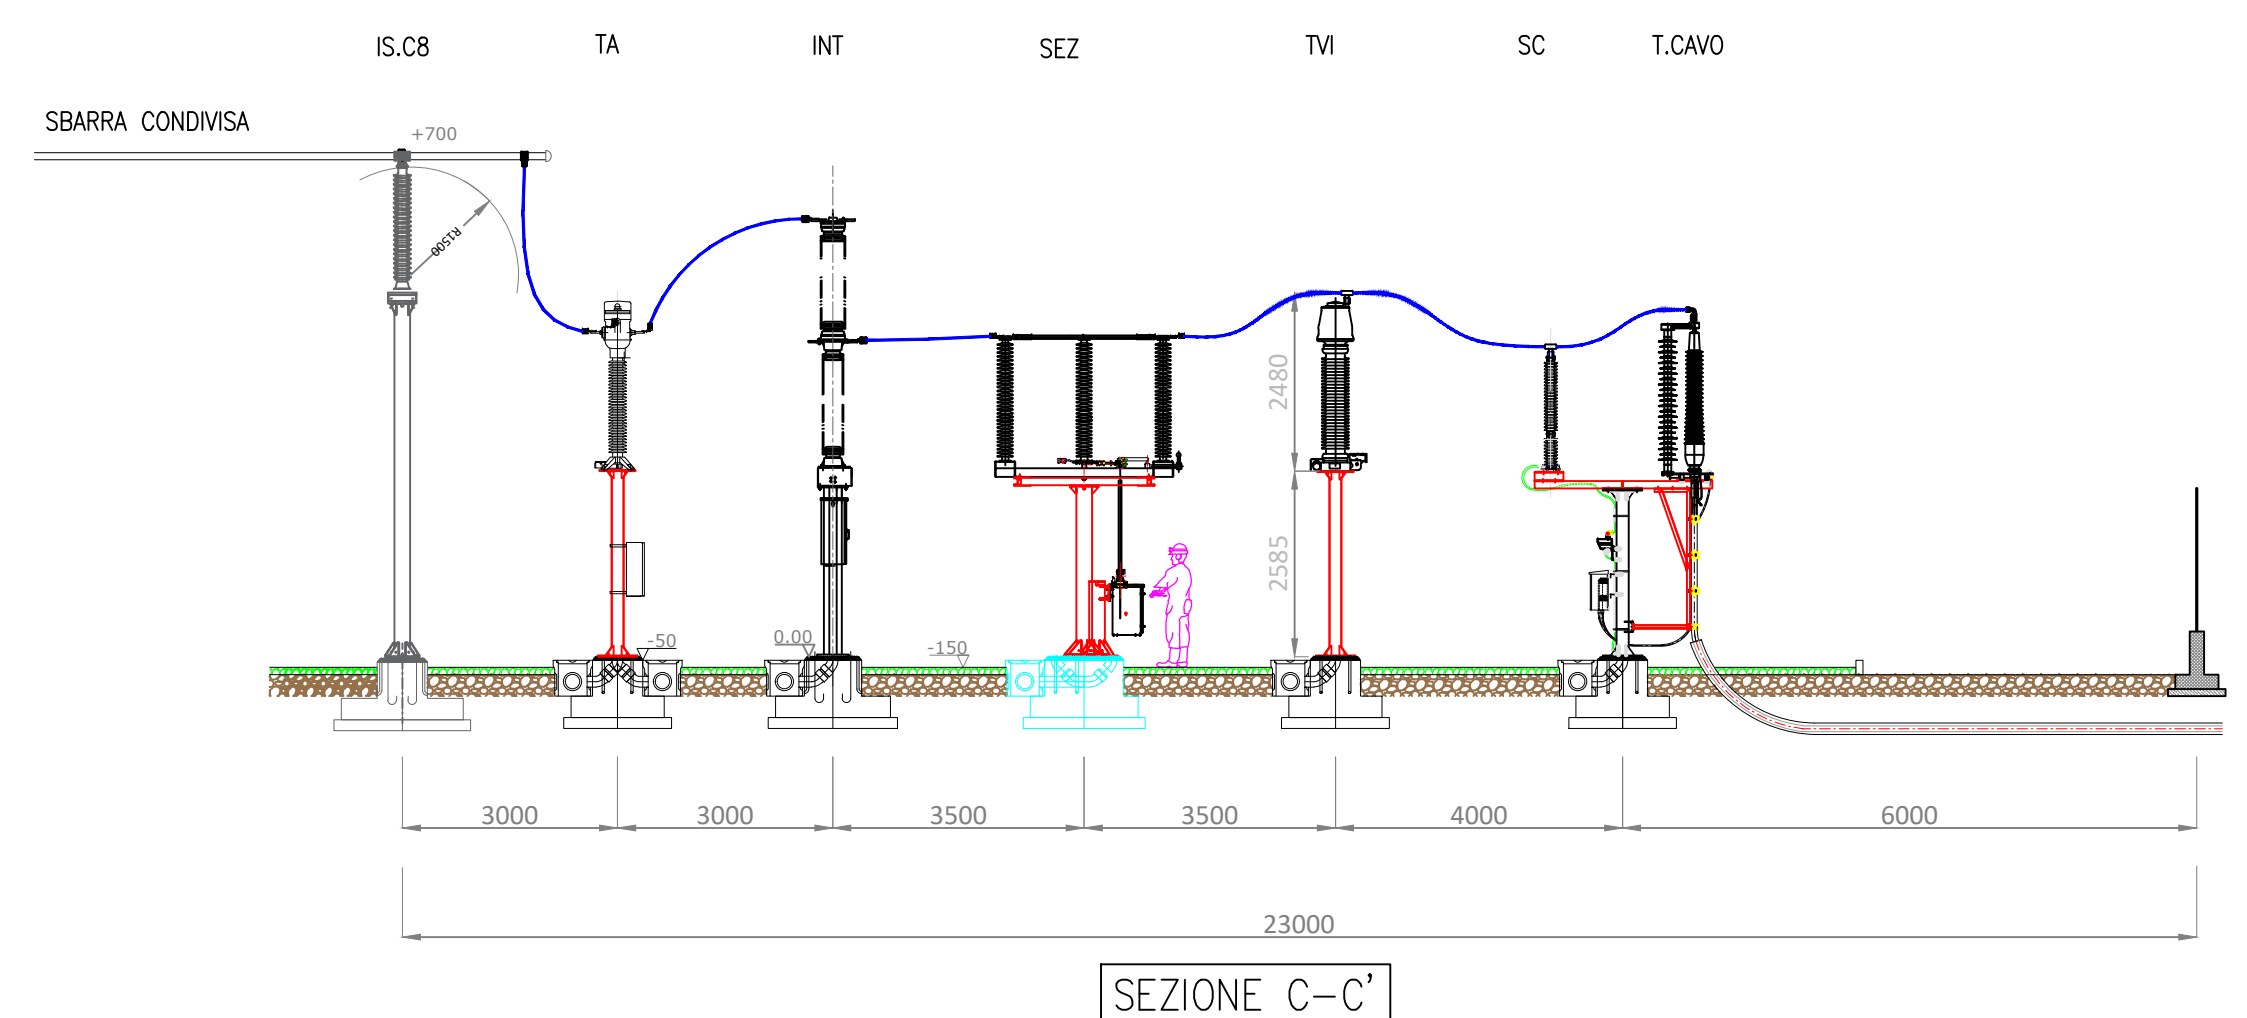 IS.C8 TA INT SEZ TVI SC T.CAVO
SBARRA CONDIVISA
+700
R1500
2480
2585
-50
0.00
-150
3000 3000 3500 3500 4000 6000
23000
SEZIONE C-C'